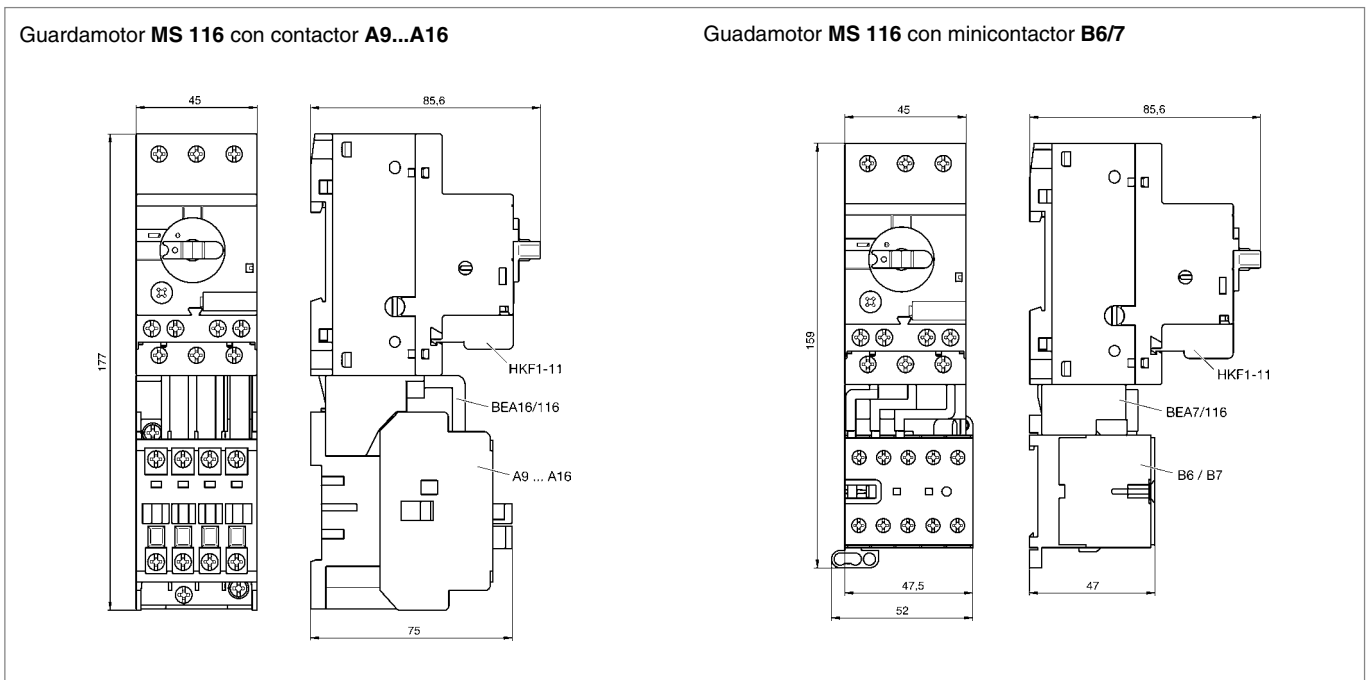 Guardamotor MS 116 con contactor A9...A16
45
85,6
177
HKF1-11
BEA16/116
A9 ... A16
75
Guadamotor MS 116 con minicontactor B6/7
45
85,6
159
HKF1-11
BEA7/116
B6 / B7
47,5
47
52